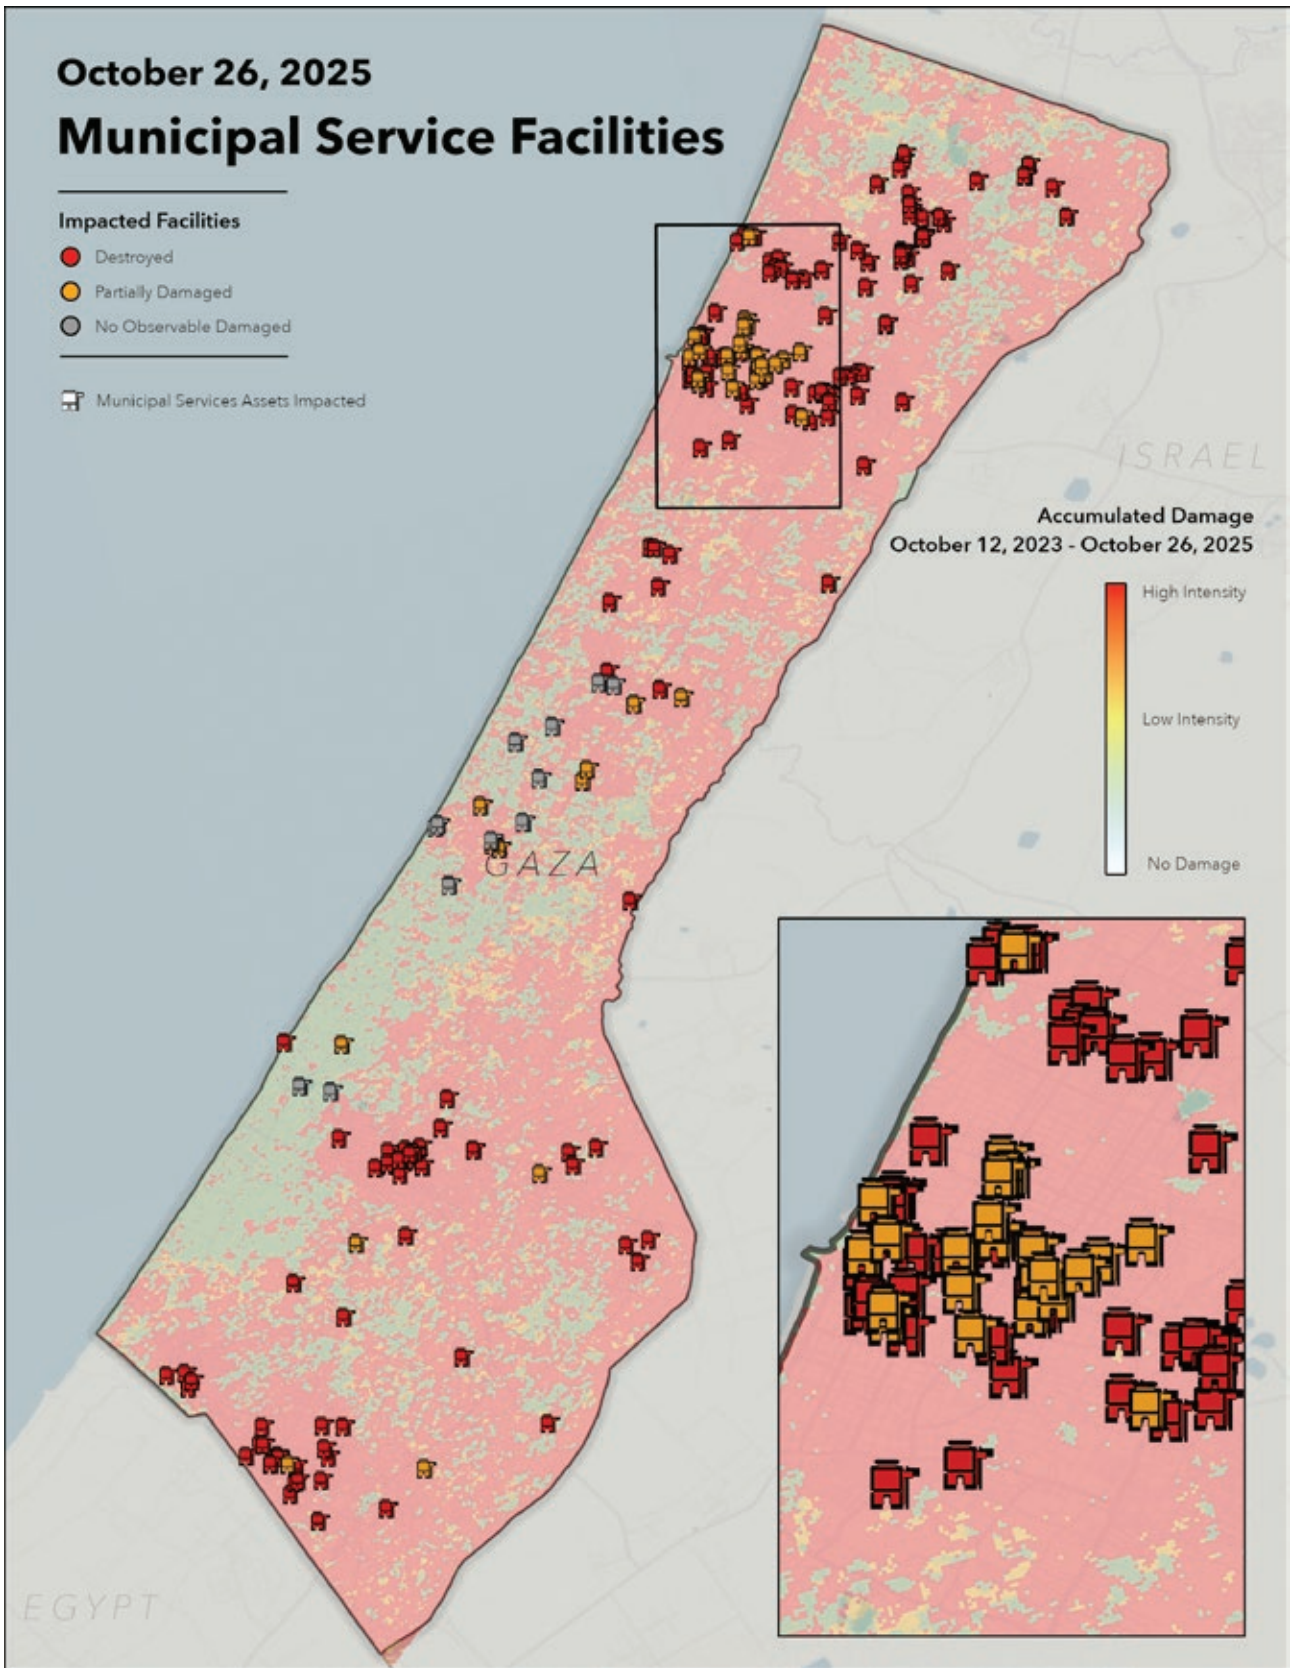 October 26, 2025
Municipal Service Facilities
Impacted Facilities
Destroyed
Partially Damaged
No Observable Damaged
Municipal Services Assets Impacted
ISRAEL
Accumulated Damage
October 12, 2023 - October 26, 2025
High Intensity
Low Intensity
No Damage
GAZA
EGYPT